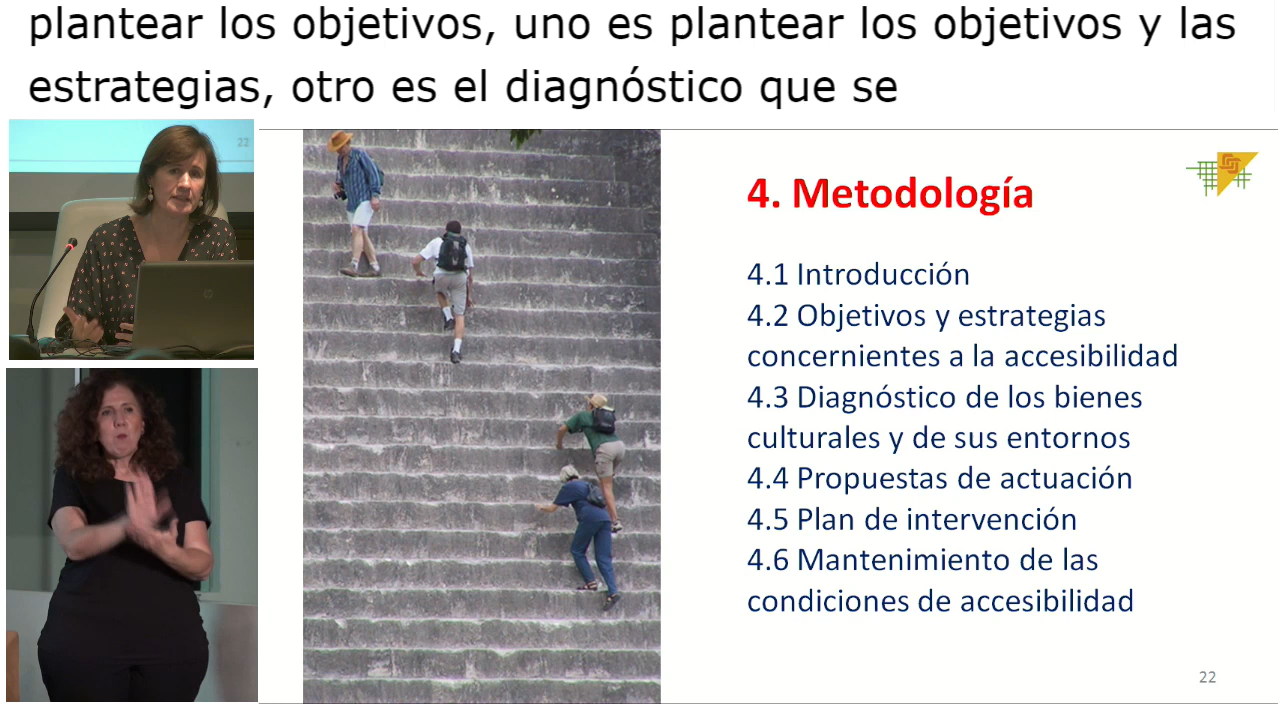 plantear los objetivos, uno es plantear los objetivos y las
estrategias, otro es el diagnóstico que se
22
4. Metodología
4.1 Introducción
4.2 Objetivos y estrategias
concernientes a la accesibilidad
4.3 Diagnóstico de los bienes
culturales y de sus entornos
4.4 Propuestas de actuación
4.5 Plan de intervención
4.6 Mantenimiento de las
condiciones de accesibilidad
22